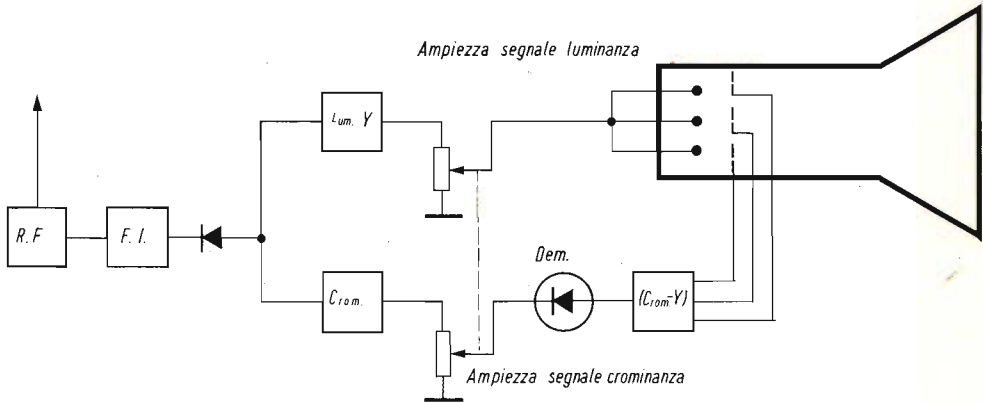 Ampiezza segnale luminanza
Lum. Y
R.F
F.I.
Dem.
Crom.
(Crom-Y)
Ampiezza segnale crominanza